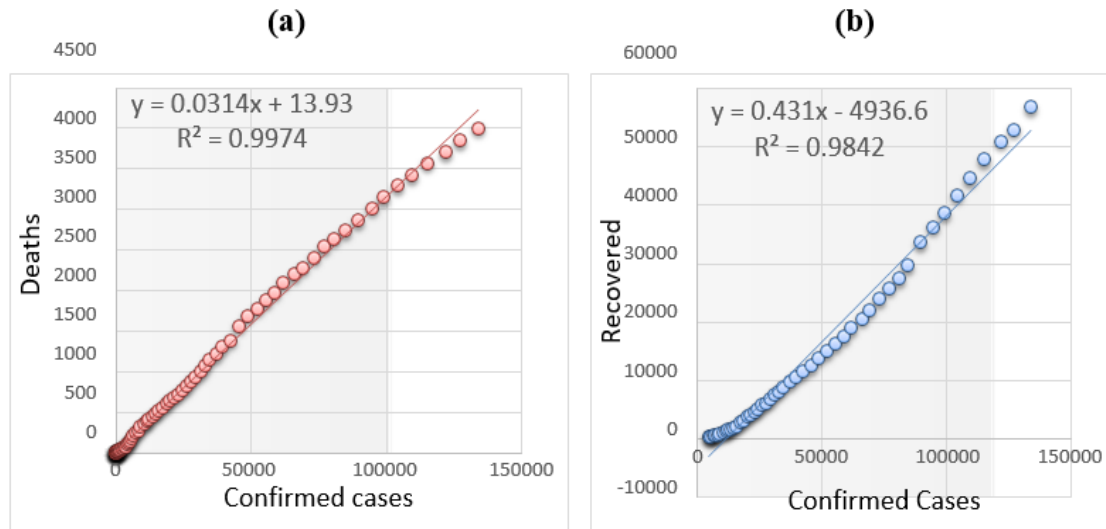 (a)
4500
4000
3500
3000
2500
2000
1500
1000
500
0
Deaths
y = 0.0314x + 13.93
R² = 0.9974
0 50000 100000 150000
Confirmed cases
(b)
60000
50000
40000
30000
20000
10000
0
-10000
Recovered
y = 0.431x - 4936.6
R² = 0.9842
0 50000 100000 150000
Confirmed Cases